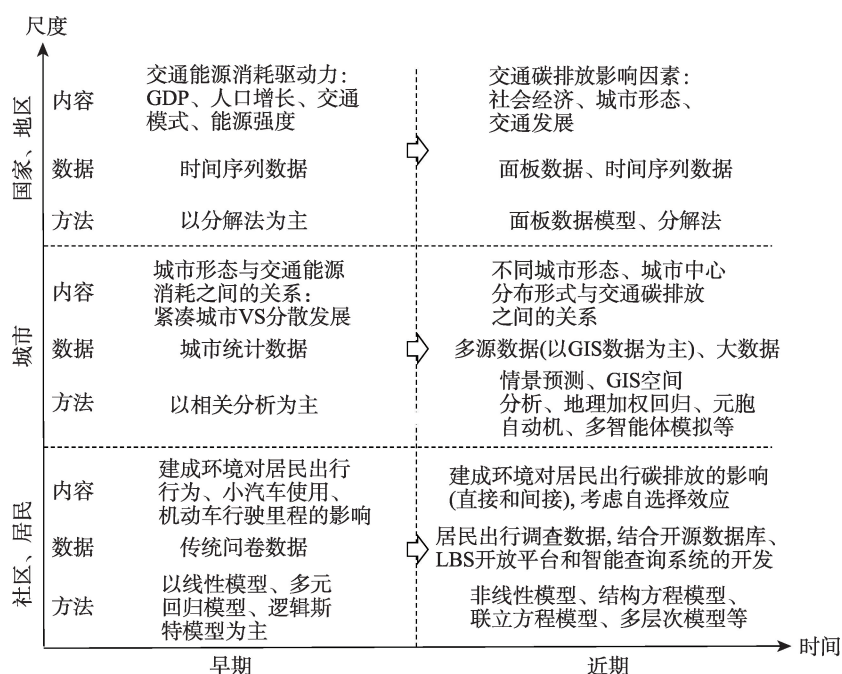 尺度
国家、地区
内容
交通能源消耗驱动力：
GDP、人口增长、交通
模式、能源强度
交通碳排放影响因素：
社会经济、城市形态、
交通发展
数据
时间序列数据
面板数据、时间序列数据
方法
以分解法为主
面板数据模型、分解法
城市
内容
城市形态与交通能源
消耗之间的关系：
紧凑城市VS分散发展
不同城市形态、城市中心
分布形式与交通碳排放
之间的关系
数据
城市统计数据
多源数据(以GIS数据为主)、大数据
方法
以相关分析为主
情景预测、GIS空间
分析、地理加权回归、元胞
自动机、多智能体模拟等
社区、居民
内容
建成环境对居民出行
行为、小汽车使用、
机动车行驶里程的影响
建成环境对居民出行碳排放的影响
(直接和间接), 考虑自选择效应
数据
传统问卷数据
居民出行调查数据, 结合开源数据库、
LBS开放平台和智能查询系统的开发
方法
以线性模型、多元
回归模型、逻辑斯
特模型为主
非线性模型、结构方程模型、
联立方程模型、多层次模型等
时间
早期
近期